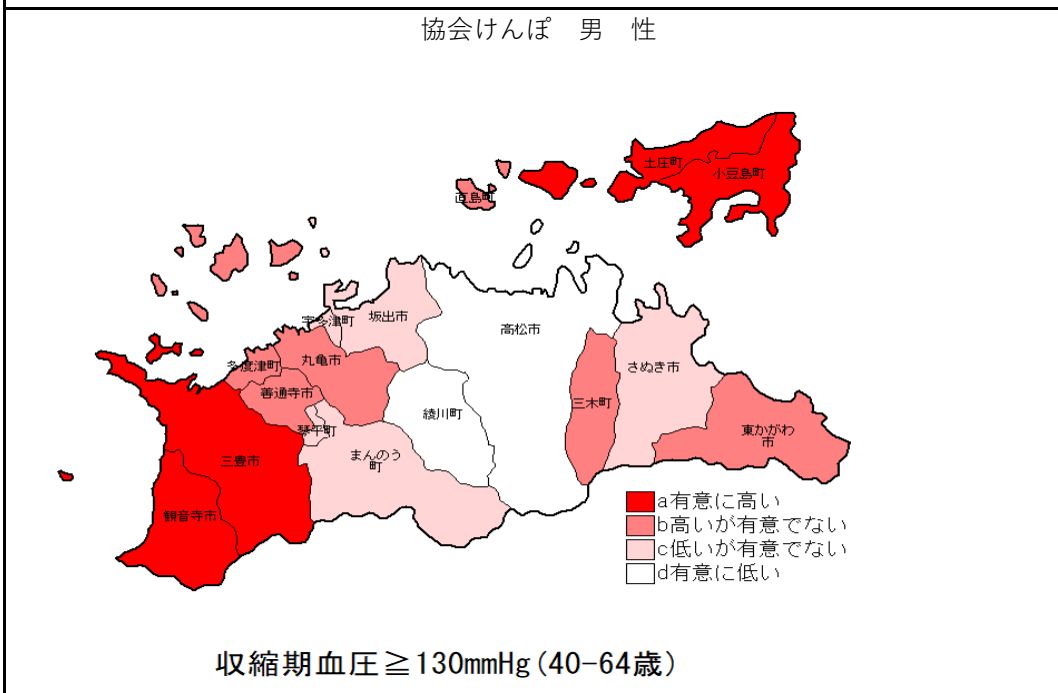 協会けんぽ 男 性
土庄町
小豆島町
直島町
宇多津町
坂出市
高松市
多度津町
丸亀市
さぬき市
善通寺市
三木町
綾川町
琴平町
東かがわ
市
まんのう
町
三豊市
観音寺市
a有意に高い
b高いが有意でない
c低いが有意でない
d有意に低い
収縮期血圧≧130mmHg(40-64歳)